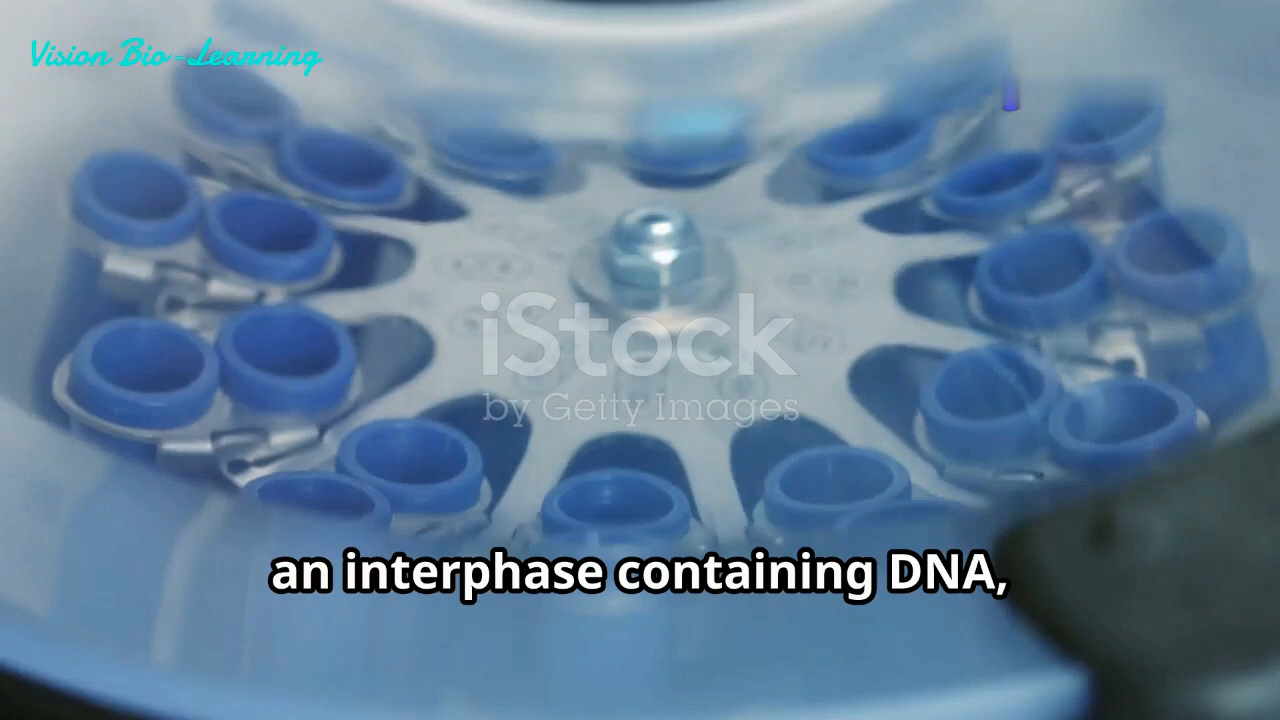 Vision Bio-Learning
iStock
by Getty Images
an interphase containing DNA,